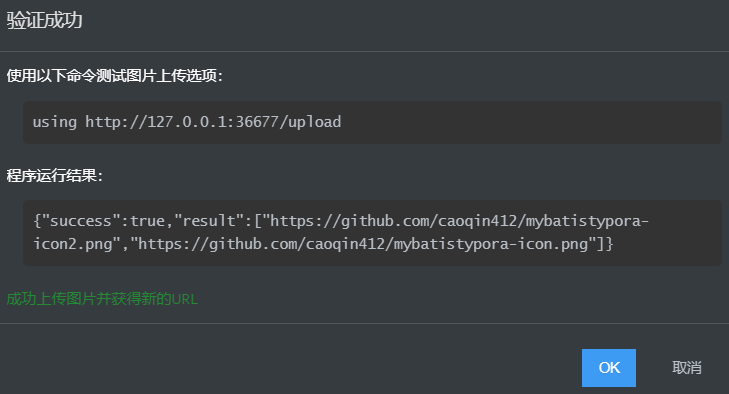 验证成功
使用以下命令测试图片上传选项：
using http://127.0.0.1:36677/upload
程序运行结果：
{"success":true,"result":["https://github.com/caoqin412/mybatistypora-
icon2.png","https://github.com/caoqin412/mybatistypora-icon.png"]}
成功上传图片并获得新的URL
OK 取消